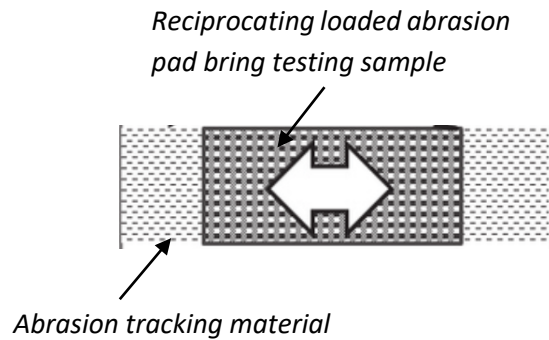 Reciprocating loaded abrasion
pad bring testing sample
Abrasion tracking material